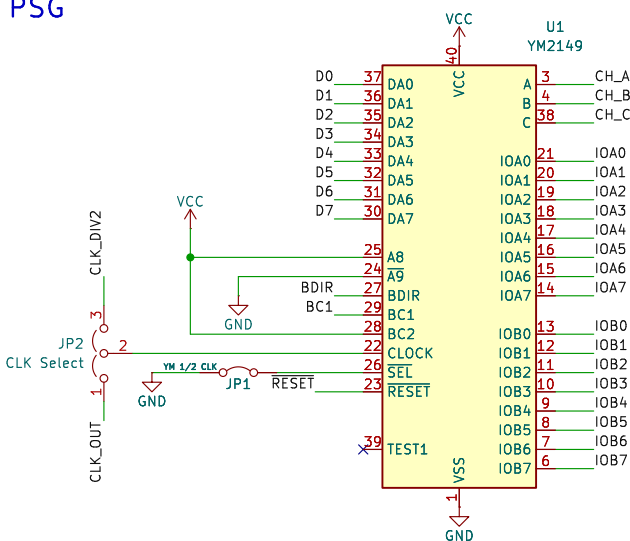 PSG
VCC
U1
YM2149
40
VCC
D0 37 DA0
D1 36 DA1
D2 35 DA2
D3 34 DA3
D4 33 DA4
D5 32 DA5
D6 31 DA6
D7 30 DA7
A 3 CH_A
B 4 CH_B
C 38 CH_C
IOA0 21 IOA0
IOA1 20 IOA1
IOA2 19 IOA2
IOA3 18 IOA3
IOA4 17 IOA4
IOA5 16 IOA5
IOA6 15 IOA6
IOA7 14 IOA7
VCC
25 A8
24 A9
GND
BDIR 27 BDIR
BC1 29 BC1
28 BC2
22 CLOCK
26 SEL
RESET 23 RESET
39 TEST1
IOB0 13 IOB0
IOB1 12 IOB1
IOB2 11 IOB2
IOB3 10 IOB3
IOB4 9 IOB4
IOB5 8 IOB5
IOB6 7 IOB6
IOB7 6 IOB7
CLK_DIV2
3
JP2
CLK Select
2
1
CLK_OUT
YM 1/2 CLK
JP1
GND
VSS
1
GND